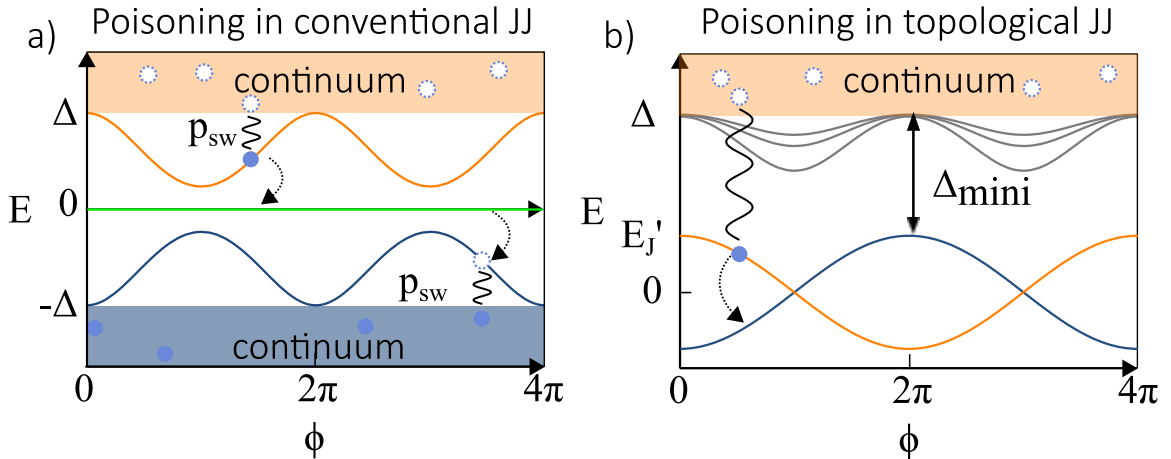 a)
Poisoning in conventional JJ
continuum
Δ
p_sw
E
0
p_sw
-Δ
continuum
0
2π
4π
ϕ
b)
Poisoning in topological JJ
continuum
Δ
Δmini
E
E_J'
0
0
2π
4π
ϕ